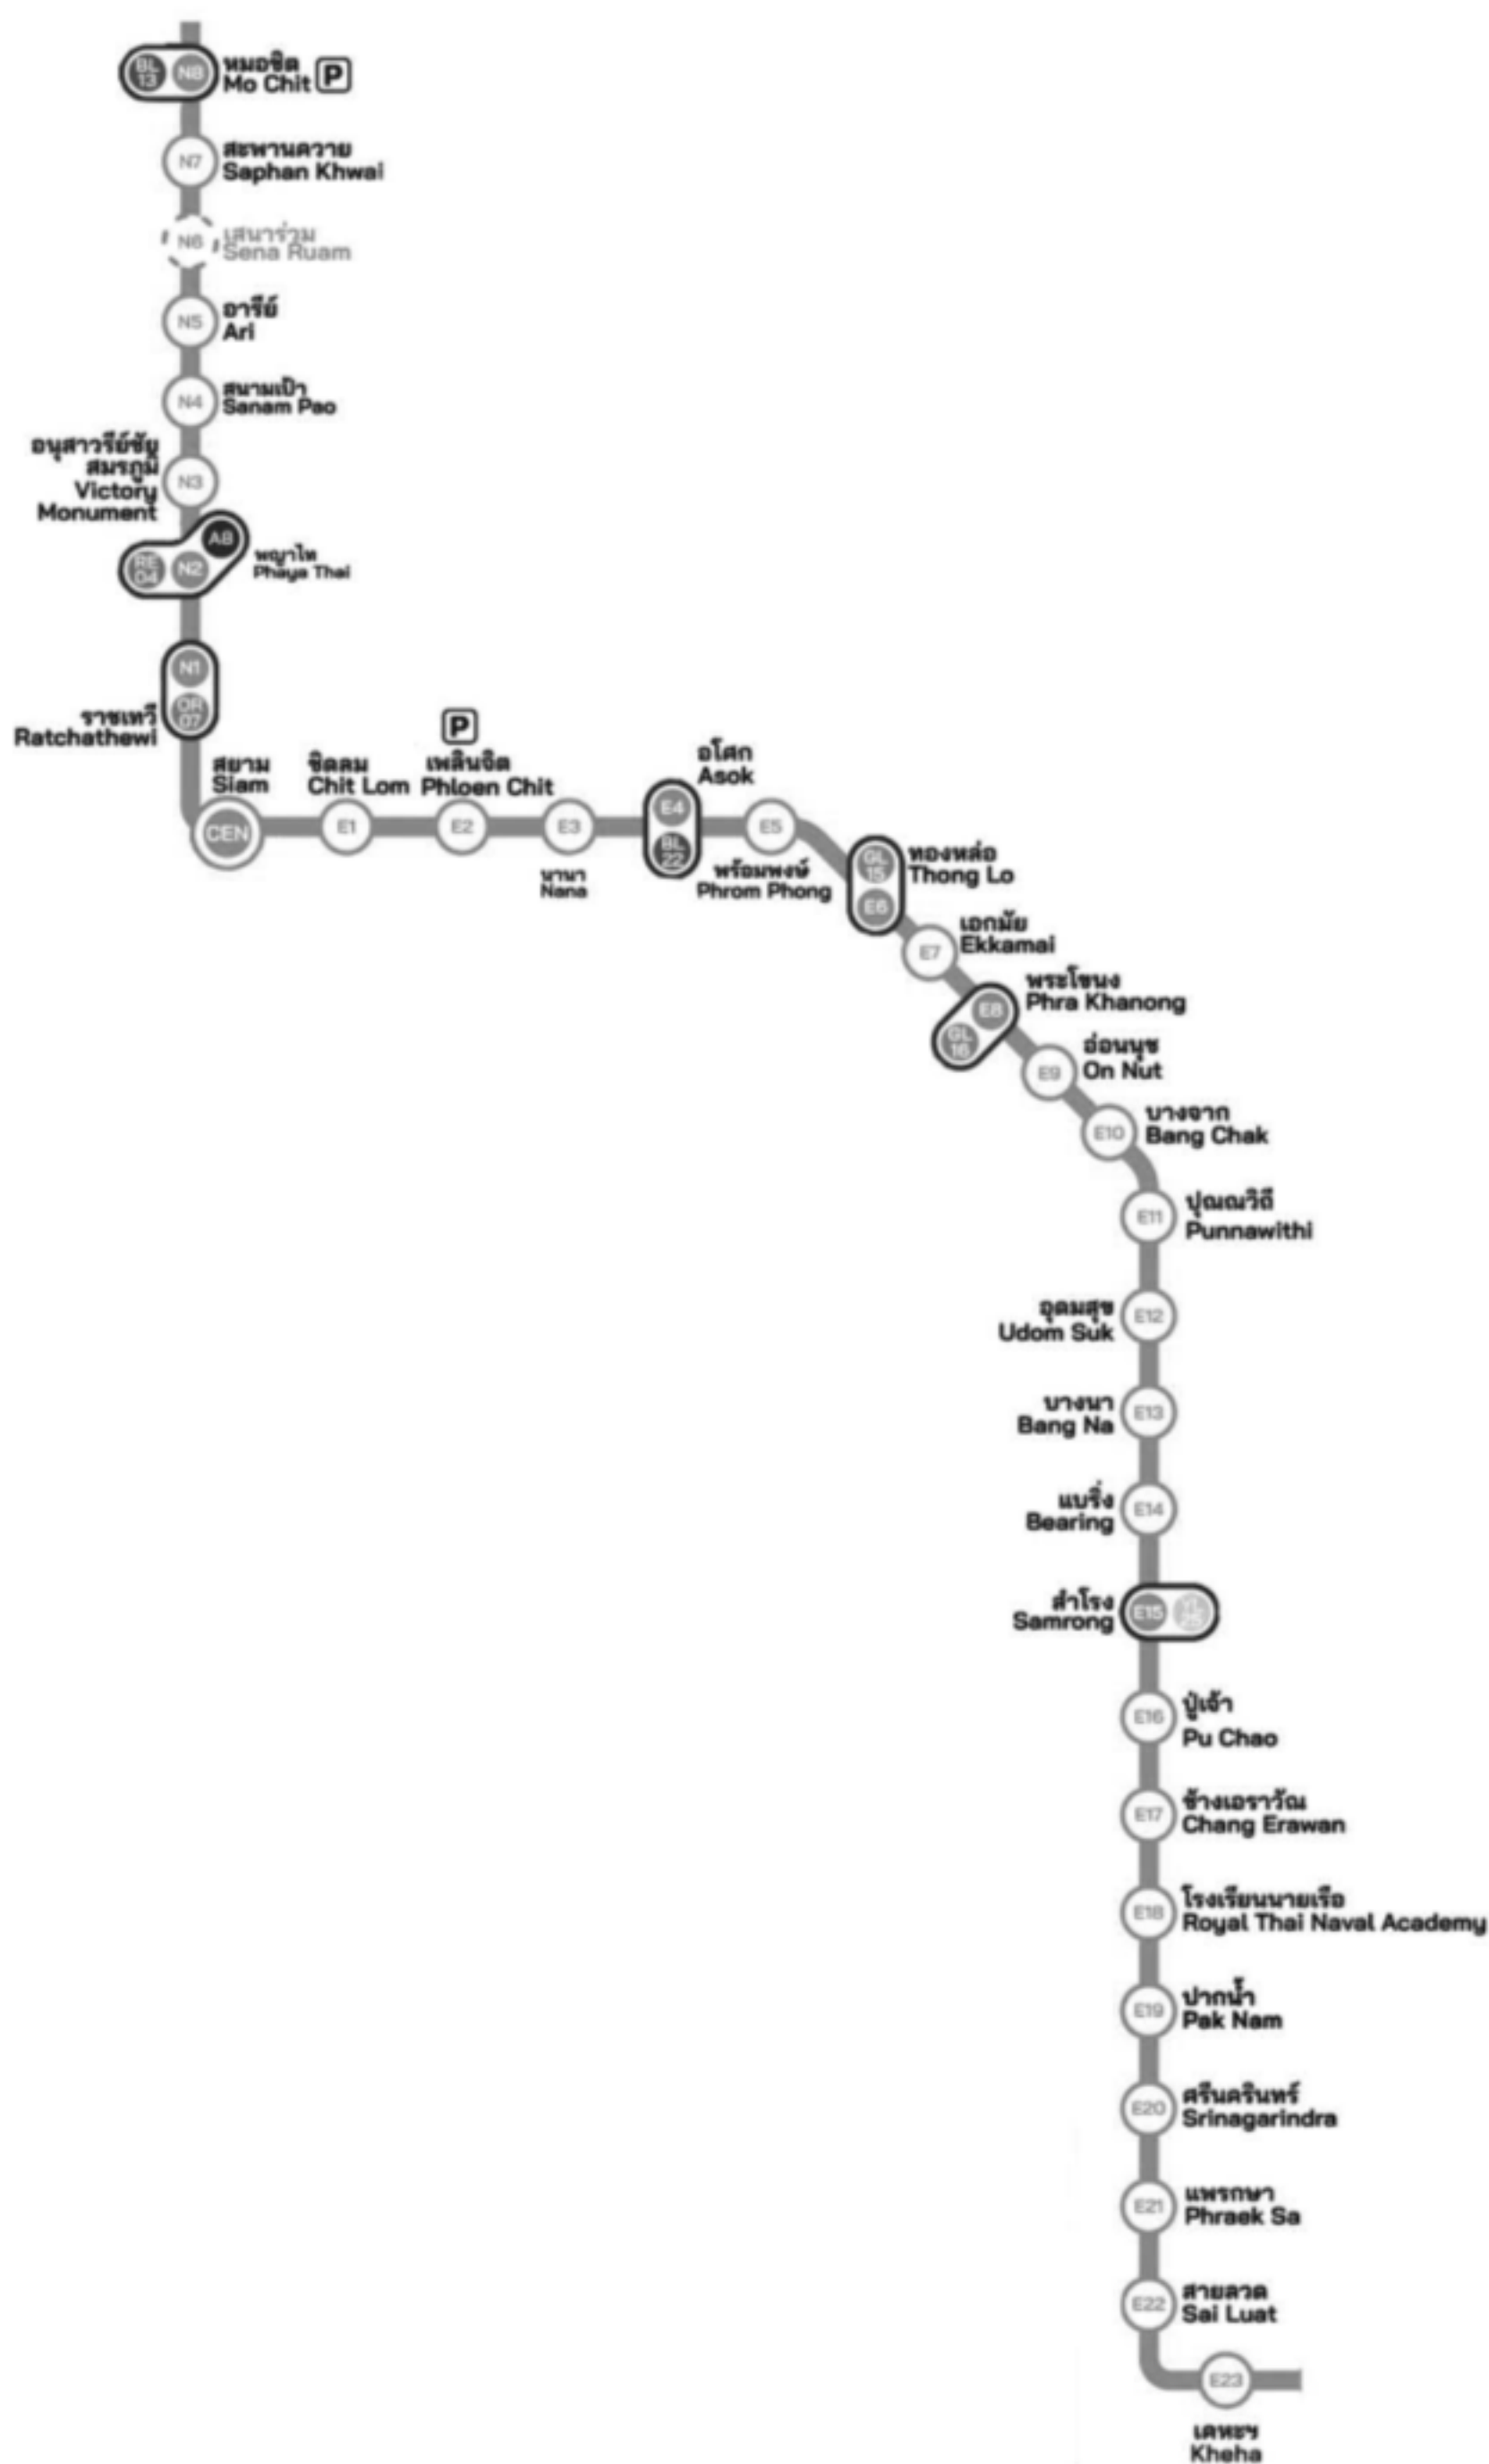 BL
13
N8
หมอชิต
Mo Chit
P
N7
สะพานควาย
Saphan Khwai
N6
เสนาร่วม
Sena Ruam
N5
อารีย์
Ari
N4
สนามเป้า
Sanam Pao
อนุสาวรีย์ชัย
สมรภูมิ
Victory
Monument
N3
A8
RE
04
N2
พญาไท
Phaya Thai
N1
OR
07
ราชเทวี
Ratchathewi
สยาม
Siam
CEN
ชิดลม
Chit Lom
E1
P
เพลินจิต
Phloen Chit
E2
E3
นานา
Nana
อโศก
Asok
E4
BL
22
E5
พร้อมพงษ์
Phrom Phong
GL
15
E6
ทองหล่อ
Thong Lo
E7
เอกมัย
Ekkamai
พระโขนง
Phra Khanong
E8
GL
16
E9
อ่อนนุช
On Nut
E10
บางจาก
Bang Chak
E11
ปุณณวิถี
Punnawithi
อุดมสุข
Udom Suk
E12
บางนา
Bang Na
E13
แบริ่ง
Bearing
E14
สำโรง
Samrong
E15
E16
ปู่เจ้า
Pu Chao
E17
ช้างเอราวัณ
Chang Erawan
E18
โรงเรียนนายเรือ
Royal Thai Naval Academy
E19
ปากน้ำ
Pak Nam
E20
ศรีนครินทร์
Srinagarindra
E21
แพรกษา
Phraek Sa
E22
สายลวด
Sai Luat
E23
เคหะฯ
Kheha